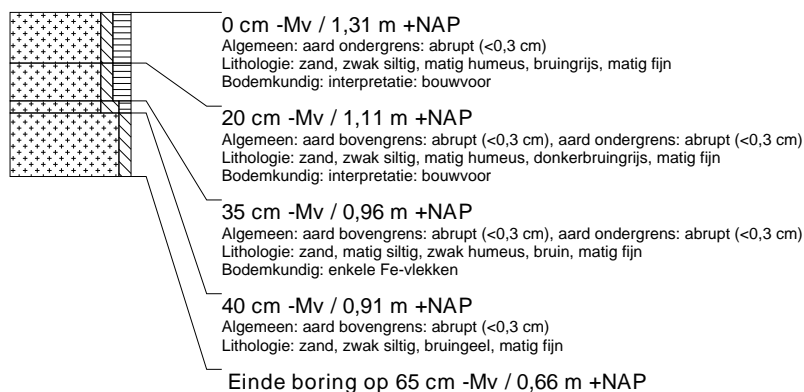 0 cm -Mv / 1,31 m +NAP
Algemeen: aard ondergrens: abrupt (<0,3 cm)
Lithologie: zand, zwak siltig, matig humeus, bruingrijs, matig fijn
Bodemkundig: interpretatie: bouwvoor
20 cm -Mv / 1,11 m +NAP
Algemeen: aard bovengrens: abrupt (<0,3 cm), aard ondergrens: abrupt (<0,3 cm)
Lithologie: zand, zwak siltig, matig humeus, donkerbruingrijs, matig fijn
Bodemkundig: interpretatie: bouwvoor
35 cm -Mv / 0,96 m +NAP
Algemeen: aard bovengrens: abrupt (<0,3 cm), aard ondergrens: abrupt (<0,3 cm)
Lithologie: zand, matig siltig, zwak humeus, bruin, matig fijn
Bodemkundig: enkele Fe-vlekken
40 cm -Mv / 0,91 m +NAP
Algemeen: aard bovengrens: abrupt (<0,3 cm)
Lithologie: zand, zwak siltig, bruingeel, matig fijn
Einde boring op 65 cm -Mv / 0,66 m +NAP